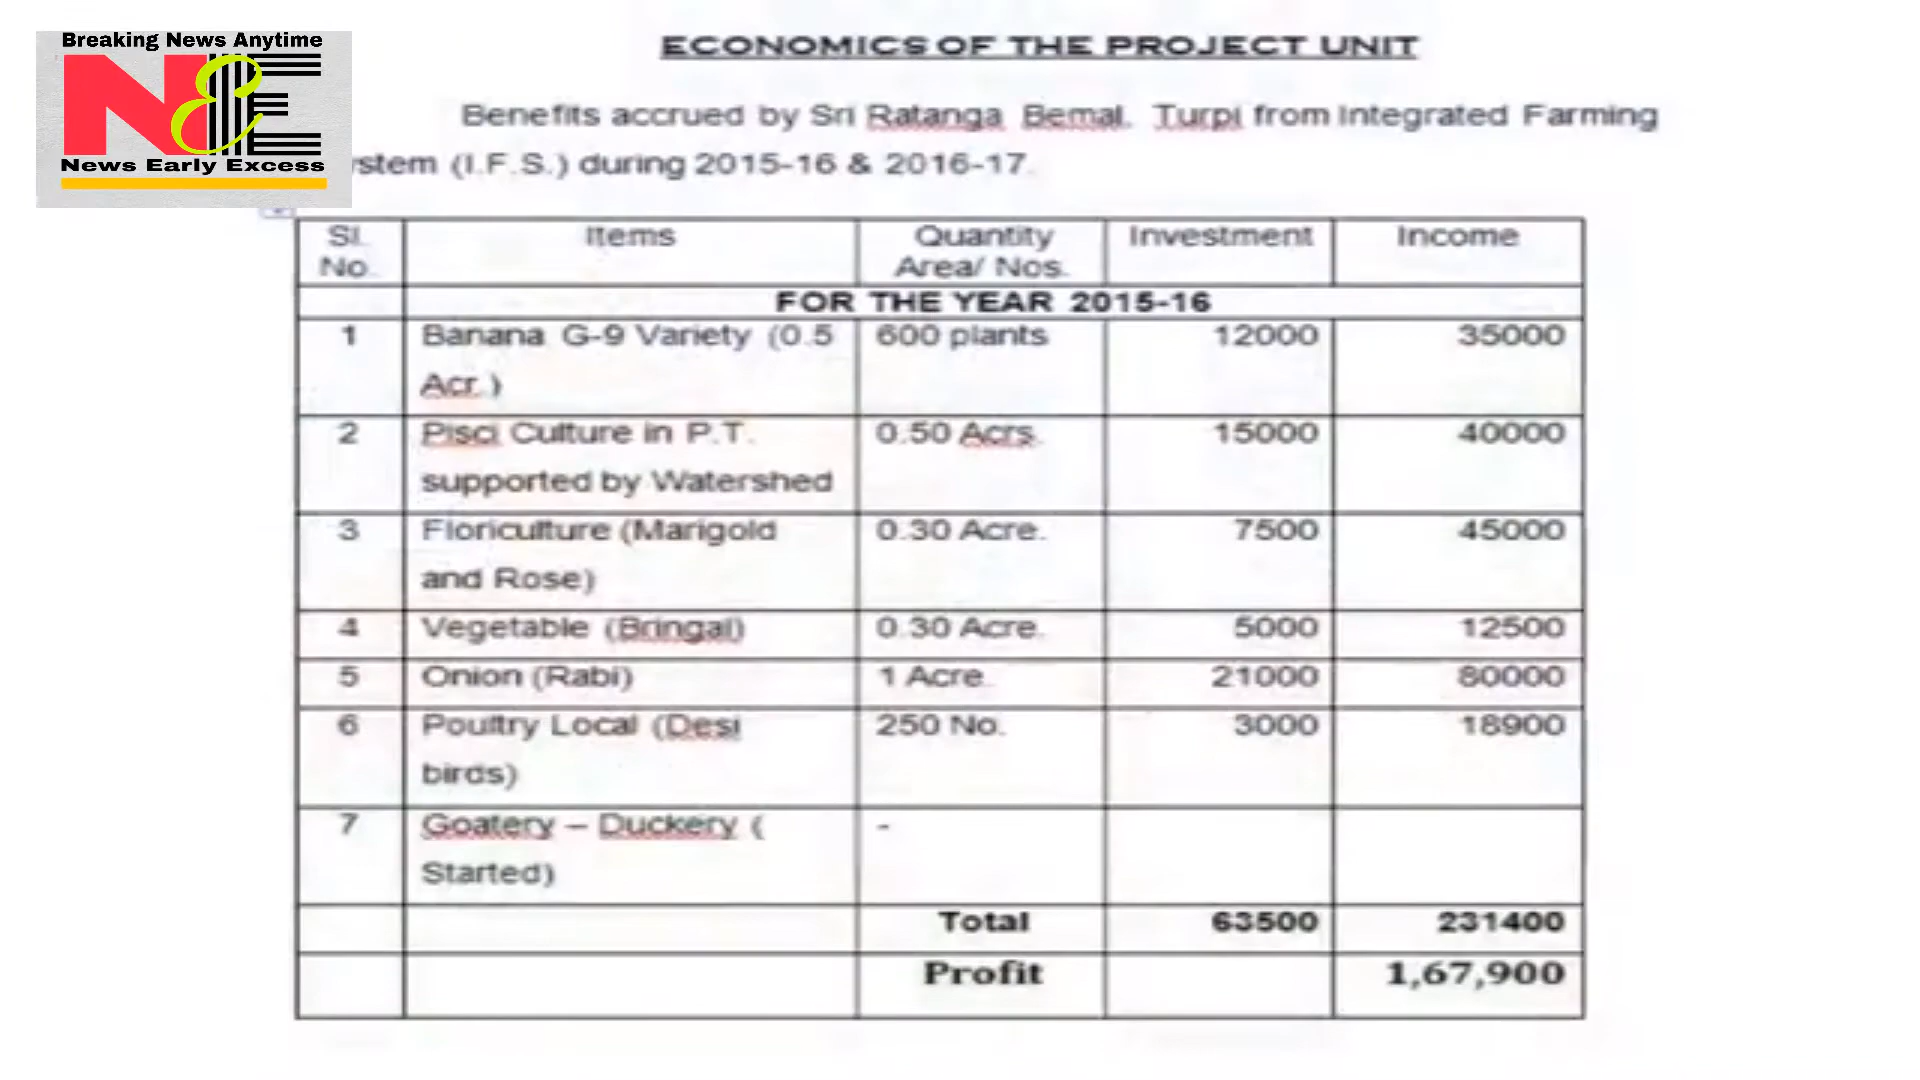 Breaking News Anytime
N&E
News Early Excess
ECONOMICS OF THE PROJECT UNIT
Benefits accrued by Sri Ratanga Bemal. Turpi from Integrated Farming
ystem (I.F.S.) during 2015-16 & 2016-17.
Sl. No. Items Quantity Area/ Nos. Investment Income
FOR THE YEAR 2015-16
1 Banana G-9 Variety (0.5 600 plants 12000 35000
Acr.)
2 Pisci Culture in P.T. 0.50 Acrs. 15000 40000
supported by Watershed
3 Floriculture (Marigold 0.30 Acre. 7500 45000
and Rose)
4 Vegetable (Bringal) 0.30 Acre. 5000 12500
5 Onion (Rabi) 1 Acre. 21000 80000
6 Poultry Local (Desi 250 No. 3000 18900
birds)
7 Goatery – Duckery ( -
Started)
Total 63500 231400
Profit 1,67,900